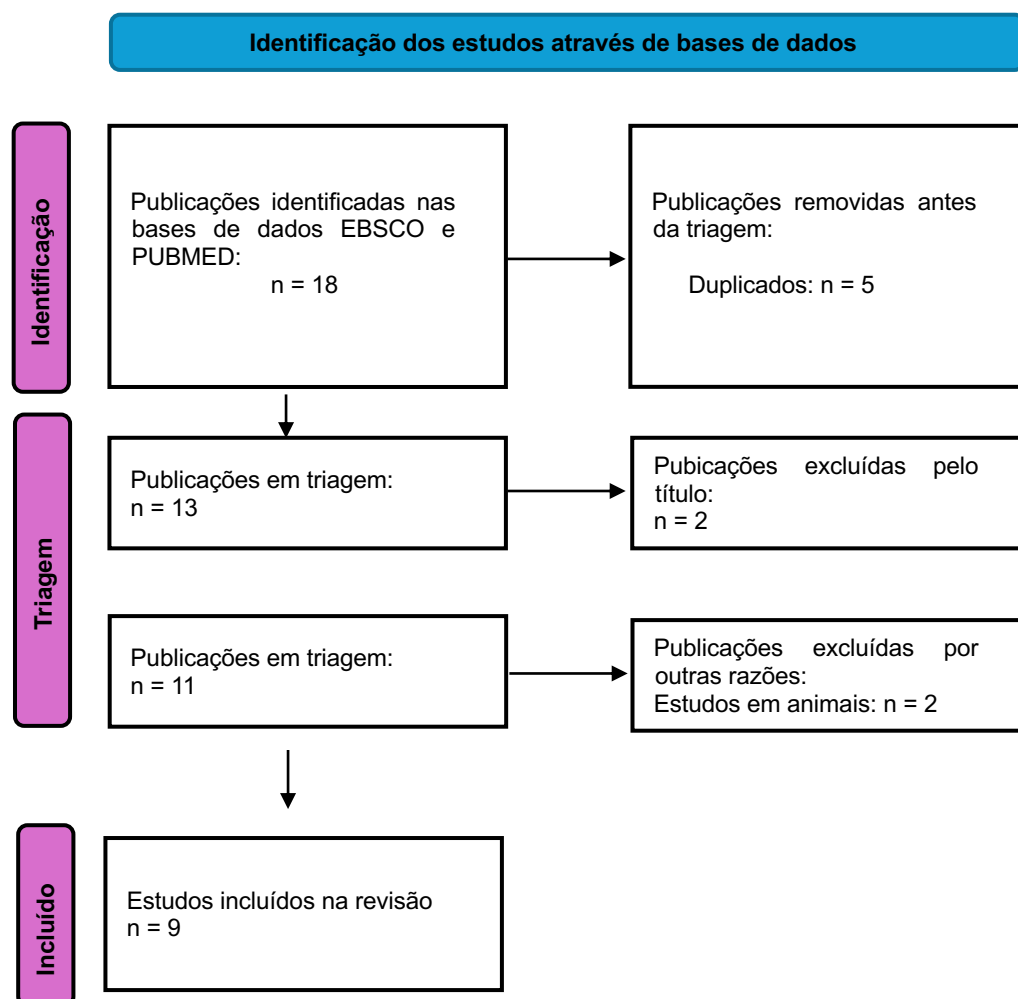 Identificação dos estudos através de bases de dados
Identificação
Publicações identificadas nas
bases de dados EBSCO e
PUBMED:
n = 18
Publicações removidas antes
da triagem:
Duplicados: n = 5
Triagem
Publicações em triagem:
n = 13
Pubicações excluídas pelo
título:
n = 2
Publicações em triagem:
n = 11
Publicações excluídas por
outras razões:
Estudos em animais: n = 2
Incluído
Estudos incluídos na revisão
n = 9